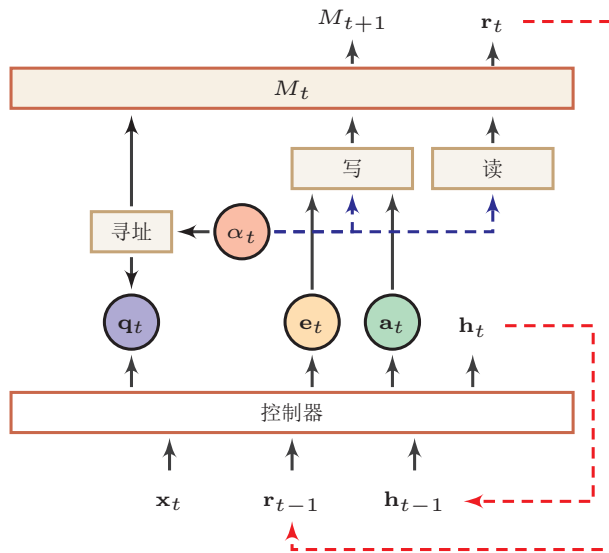 M_{t+1} r_t
M_t
写 读
寻址 α_t
q_t e_t a_t h_t
控制器
x_t r_{t−1} h_{t−1}